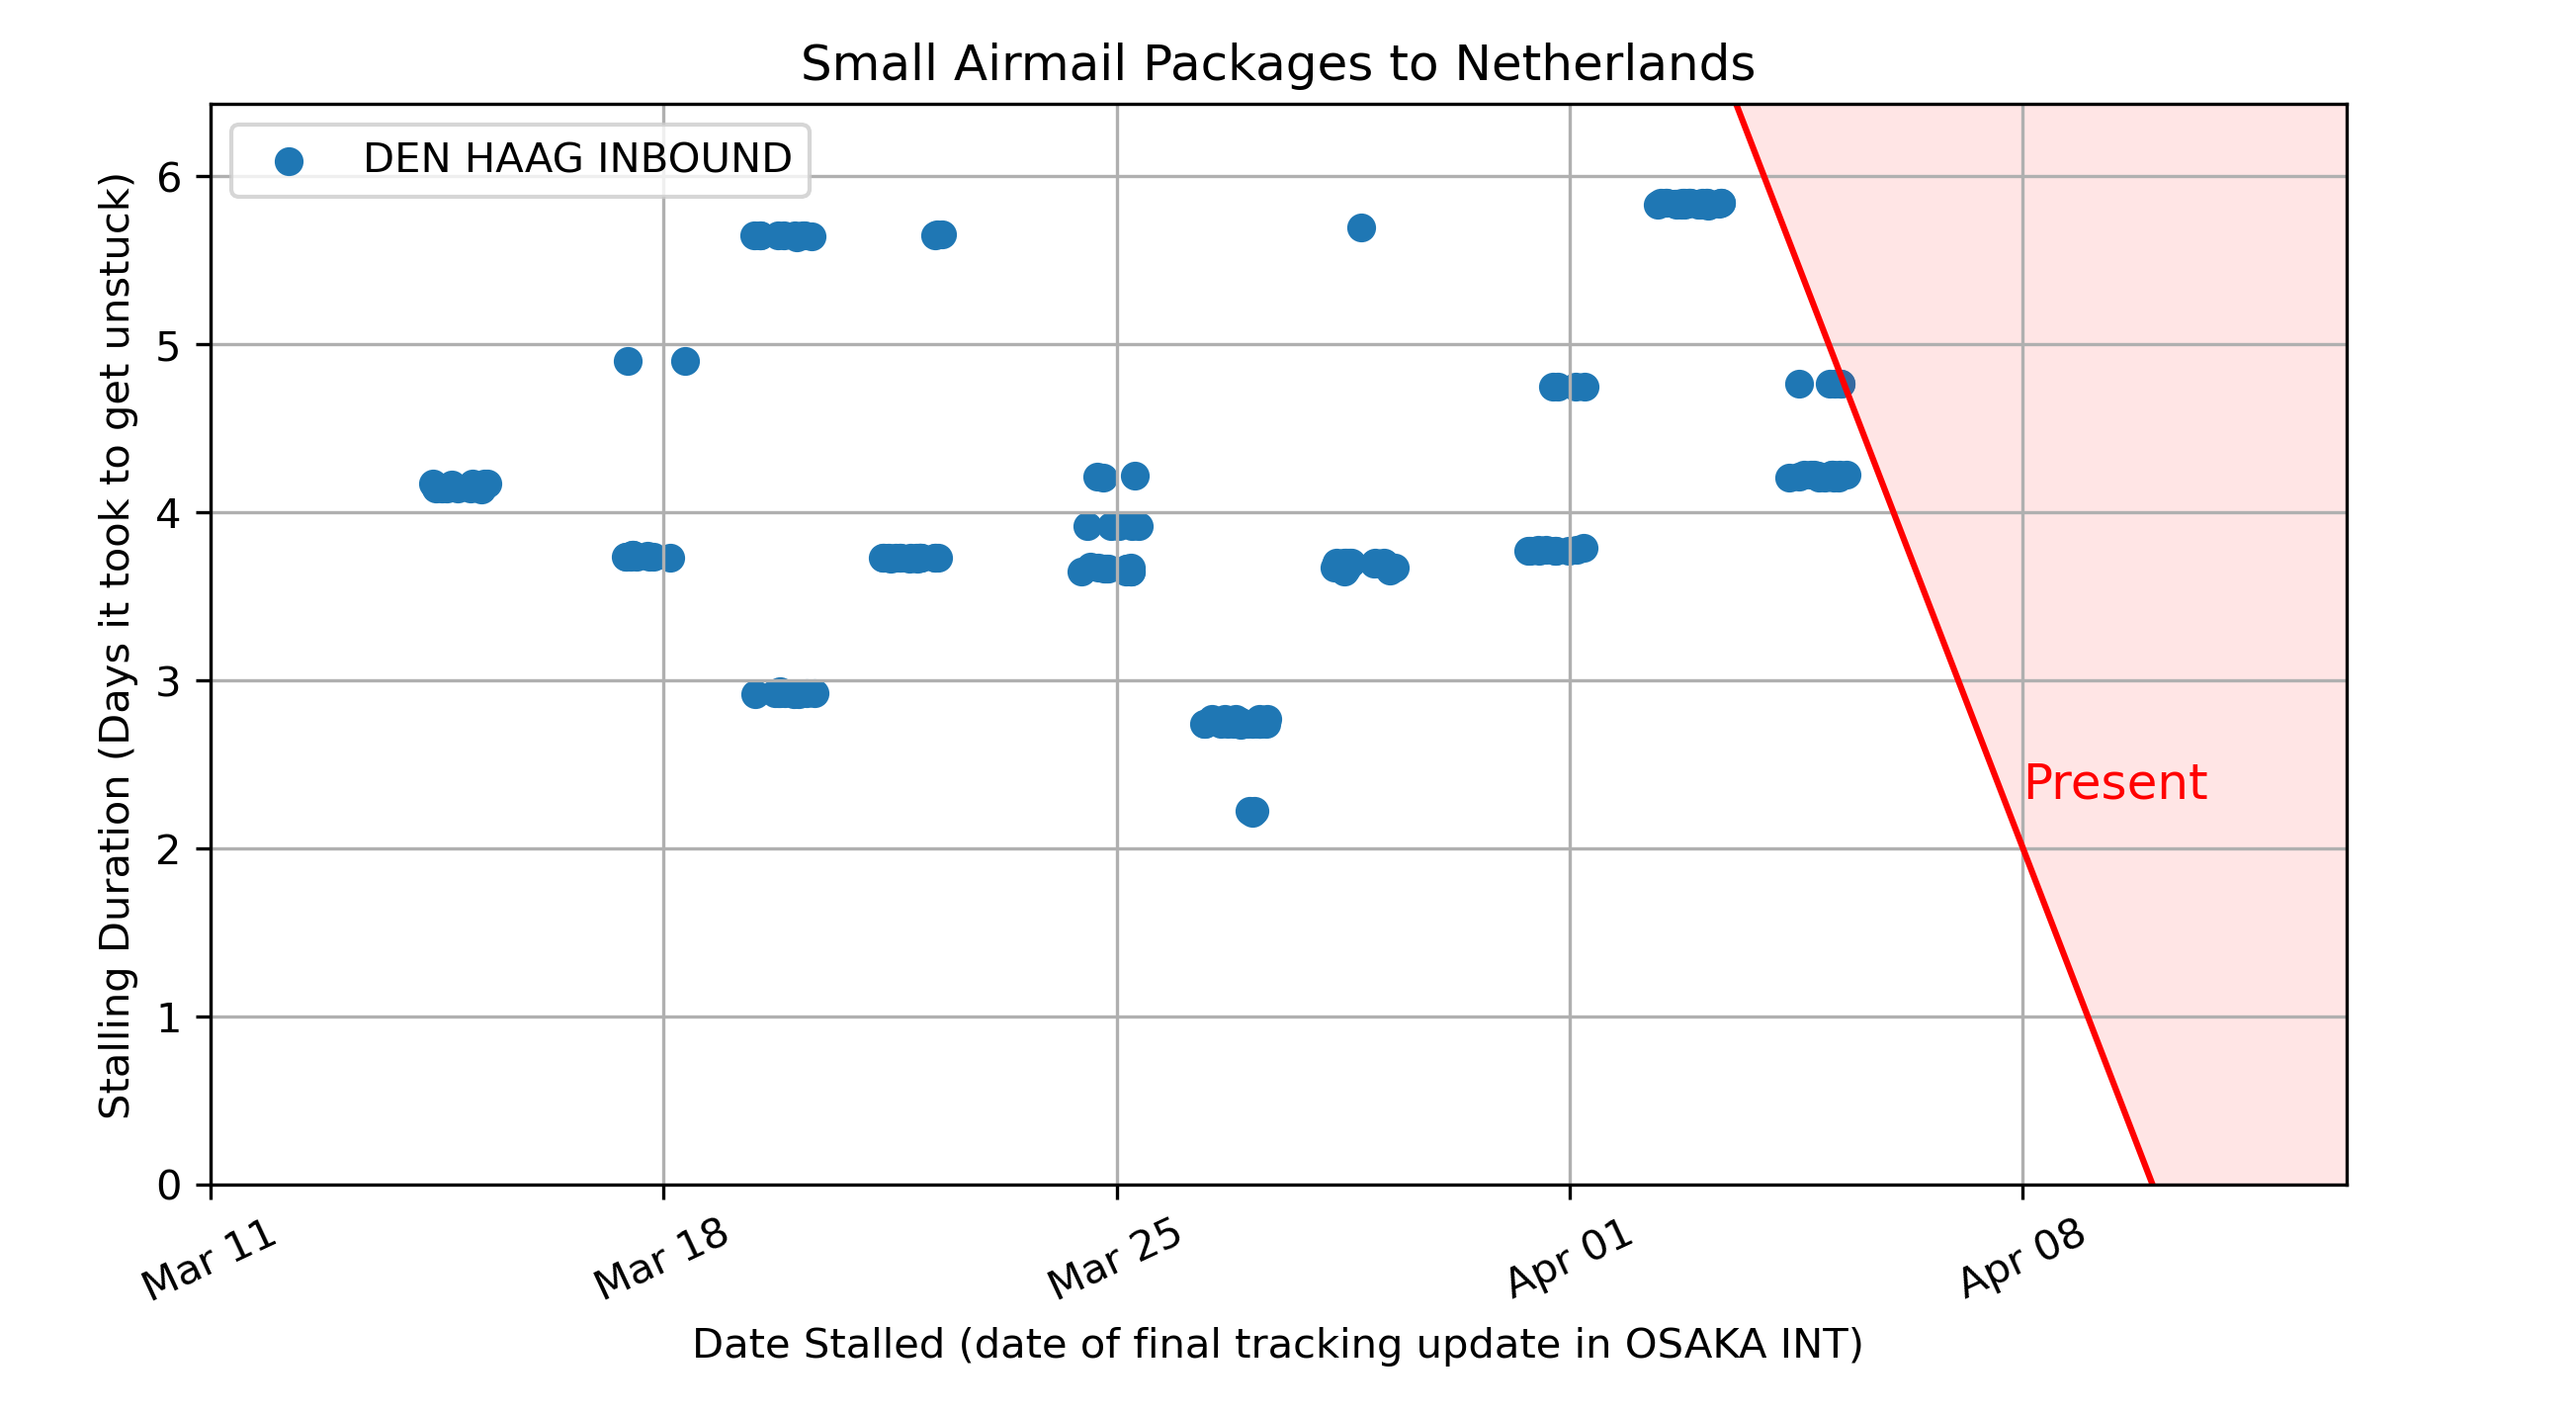 Small Airmail Packages to Netherlands
DEN HAAG INBOUND
Stalling Duration (Days it took to get unstuck)
6
5
4
3
2
1
0
Present
Mar 11
Mar 18
Mar 25
Apr 01
Apr 08
Date Stalled (date of final tracking update in OSAKA INT)